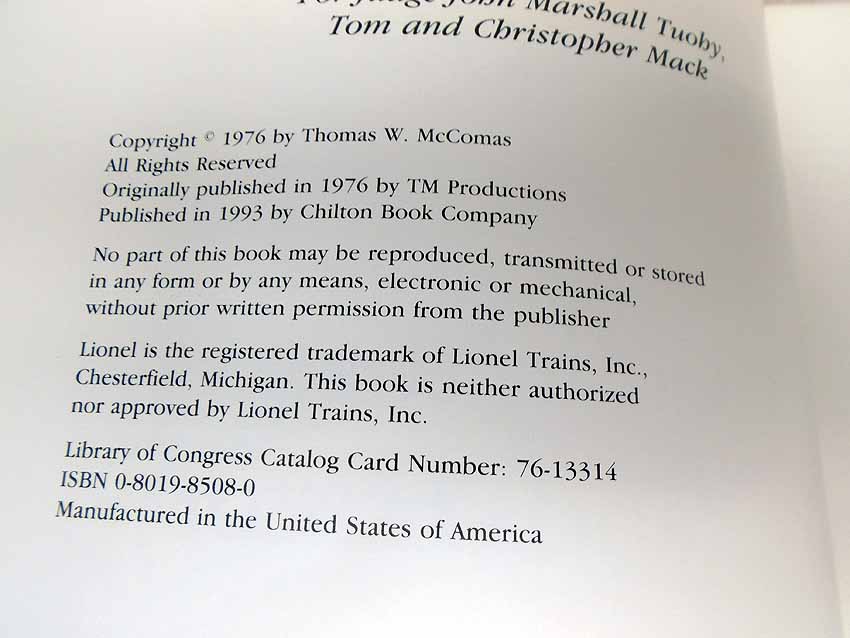 For Judge John Marshall Tuohy,
Tom and Christopher Mack
Copyright © 1976 by Thomas W. McComas
All Rights Reserved
Originally published in 1976 by TM Productions
Published in 1993 by Chilton Book Company
No part of this book may be reproduced, transmitted or stored
in any form or by any means, electronic or mechanical,
without prior written permission from the publisher
Lionel is the registered trademark of Lionel Trains, Inc.,
Chesterfield, Michigan. This book is neither authorized
nor approved by Lionel Trains, Inc.
Library of Congress Catalog Card Number: 76-13314
ISBN 0-8019-8508-0
Manufactured in the United States of America